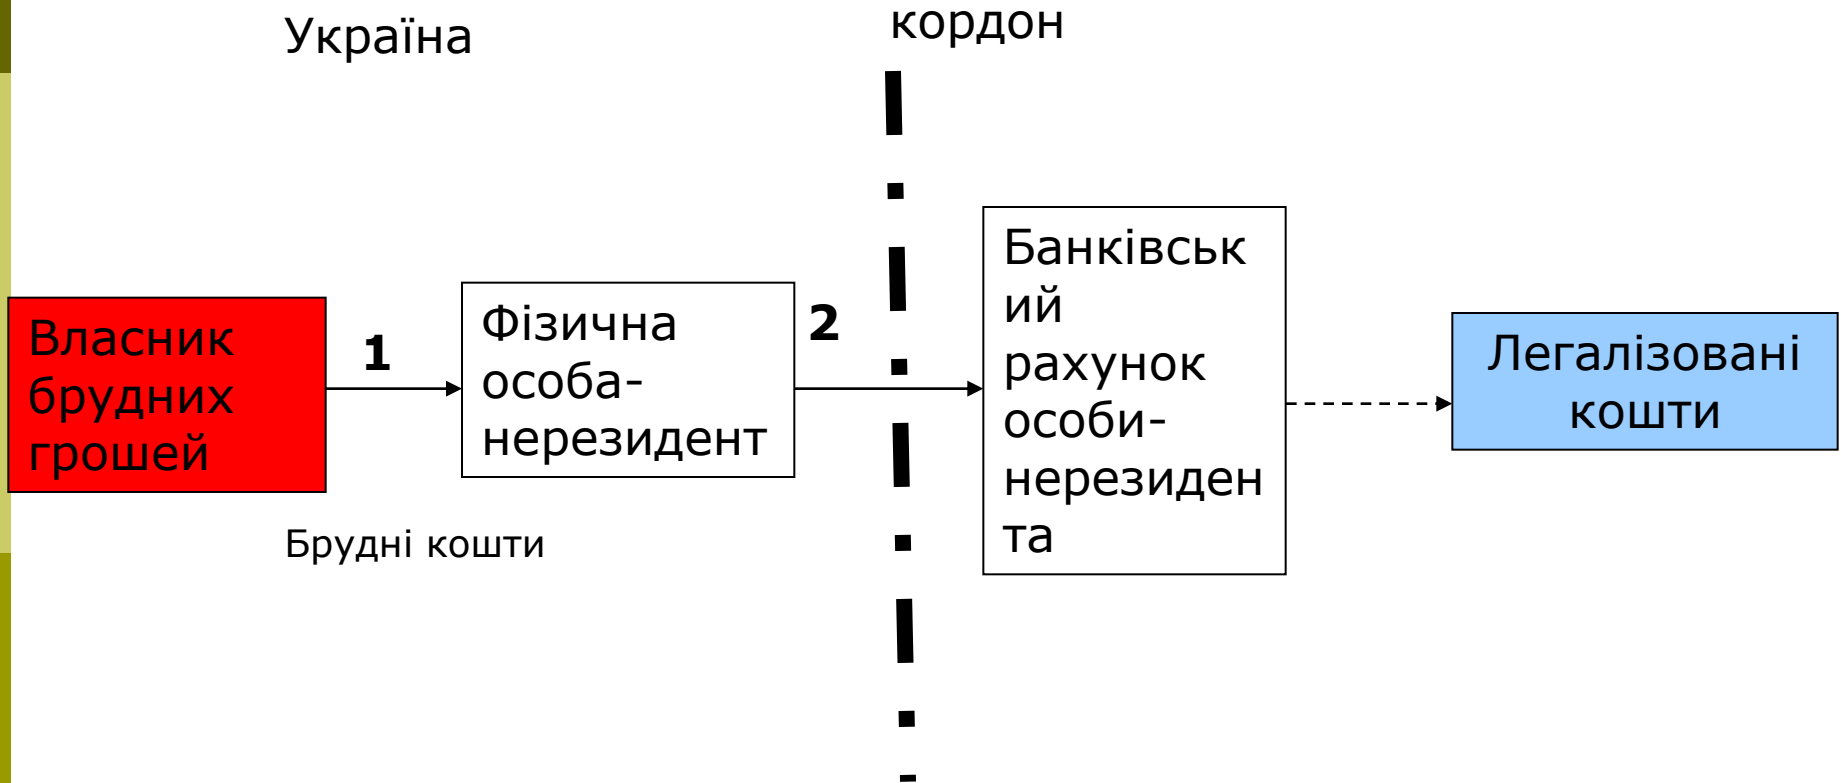 Україна
кордон
Власник
брудних
грошей
1
Фізична
особа-
нерезидент
2
Банківськ
ий
рахунок
особи-
нерезиден
та
Легалізовані
кошти
Брудні кошти